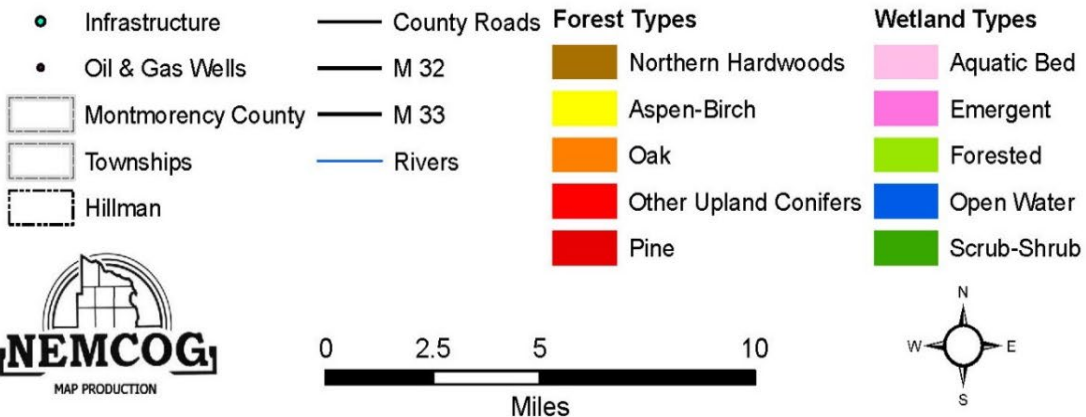 Infrastructure
Oil & Gas Wells
Montmorency County
Townships
Hillman
County Roads
M 32
M 33
Rivers
Forest Types
Northern Hardwoods
Aspen-Birch
Oak
Other Upland Conifers
Pine
Wetland Types
Aquatic Bed
Emergent
Forested
Open Water
Scrub-Shrub
NEMCOG
MAP PRODUCTION
0 2.5 5 10
Miles
N
W E
S